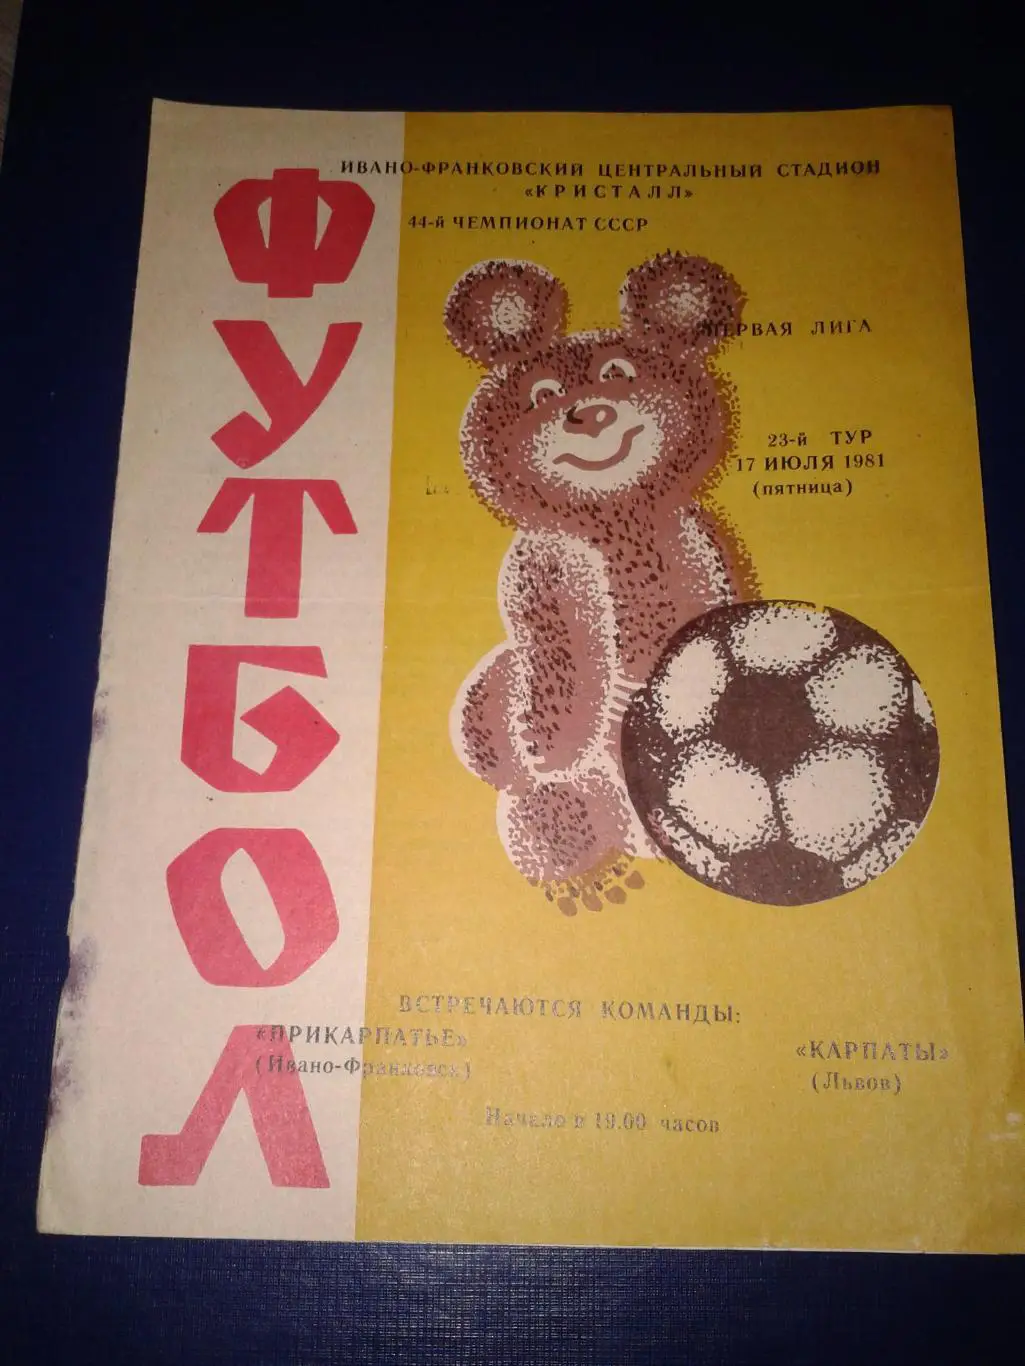 ФУТБОЛ
ИВАНО-ФРАНКОВСКИЙ ЦЕНТРАЛЬНЫЙ СТАДИОН
«КРИСТАЛЛ»
44-й ЧЕМПИОНАТ СССР
ПЕРВАЯ ЛИГА
23-й ТУР
17 ИЮЛЯ 1981
(пятница)
ВСТРЕЧАЮТСЯ КОМАНДЫ:
«ПРИКАРПАТЬЕ»
(Ивано-Франковск)
«КАРПАТЫ»
(Львов)
Начало в 19.00 часов